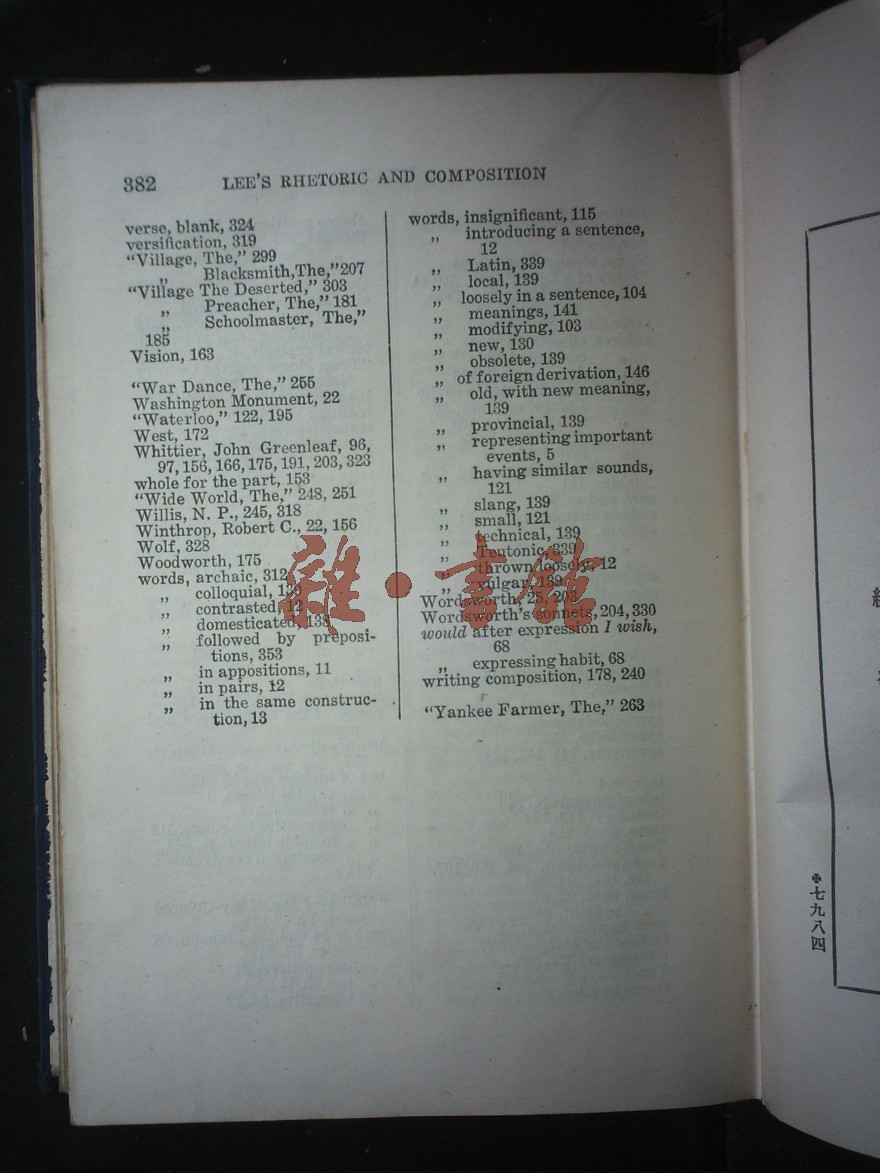 382 LEE'S RHETORIC AND COMPOSITION
verse, blank, 324
versification, 319
“Village, The,” 299
„ Blacksmith,The,”207
“Village The Deserted,” 303
„ Preacher, The,” 181
„ Schoolmaster, The,”
185
Vision, 163
“War Dance, The,” 255
Washington Monument, 22
“Waterloo,” 122, 195
West, 172
Whittier, John Greenleaf, 96,
97, 156, 166, 175, 191, 203, 323
whole for the part, 153
“Wide World, The,” 248, 251
Willis, N. P., 245, 318
Winthrop, Robert C., 22, 156
Wolf, 328
Woodworth, 175
words, archaic, 312
„ colloquial, 139
„ contrasted, 12
„ domesticated, 138
„ followed by preposi-
tions, 353
„ in appositions, 11
„ in pairs, 12
„ in the same construc-
tion, 13
words, insignificant, 115
„ introducing a sentence,
12
„ Latin, 339
„ local, 139
„ loosely in a sentence, 104
„ meanings, 141
„ modifying, 103
„ new, 130
„ obsolete, 139
„ of foreign derivation, 146
„ old, with new meaning,
139
„ provincial, 139
„ representing important
events, 5
„ having similar sounds,
121
„ slang, 139
„ small, 121
„ technical, 139
„ Teutonic, 339
„ thrown loosely, 12
„ vulgar, 139
Wordsworth, 25, 203
Wordsworth's sonnets, 204, 330
would after expression I wish,
68
„ expressing habit, 68
writing composition, 178, 240
“Yankee Farmer, The,” 263
雜·書館
七九八四